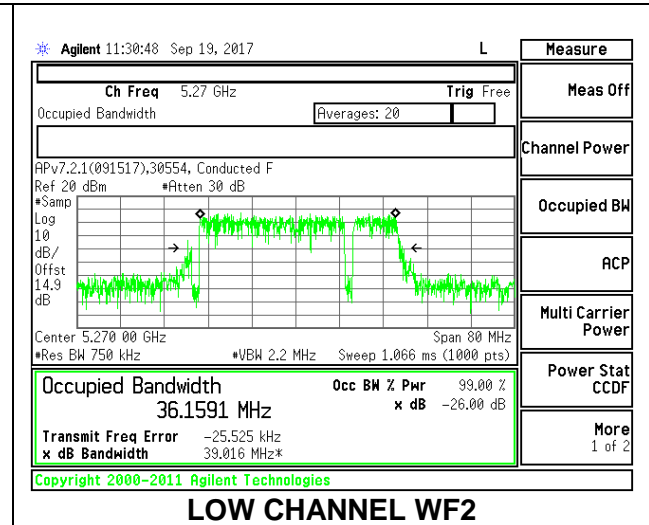 Agilent 11:30:48 Sep 19, 2017 L
Measure
Ch Freq 5.27 GHz Trig Free
Meas Off
Occupied Bandwidth Averages: 20
Channel Power
APv7.2.1(091517),30554, Conducted F
Ref 20 dBm #Atten 30 dB
#Samp
Occupied BW
Log
10
dB/
ACP
Offst
14.9
dB
Multi Carrier
Power
Center 5.270 00 GHz Span 80 MHz
#Res BW 750 kHz #VBW 2.2 MHz Sweep 1.066 ms (1000 pts)
Power Stat
CCDF
Occupied Bandwidth Occ BW % Pwr 99.00 %
36.1591 MHz x dB -26.00 dB
More
1 of 2
Transmit Freq Error -25.525 kHz
x dB Bandwidth 39.016 MHz*
Copyright 2000-2011 Agilent Technologies
LOW CHANNEL WF2